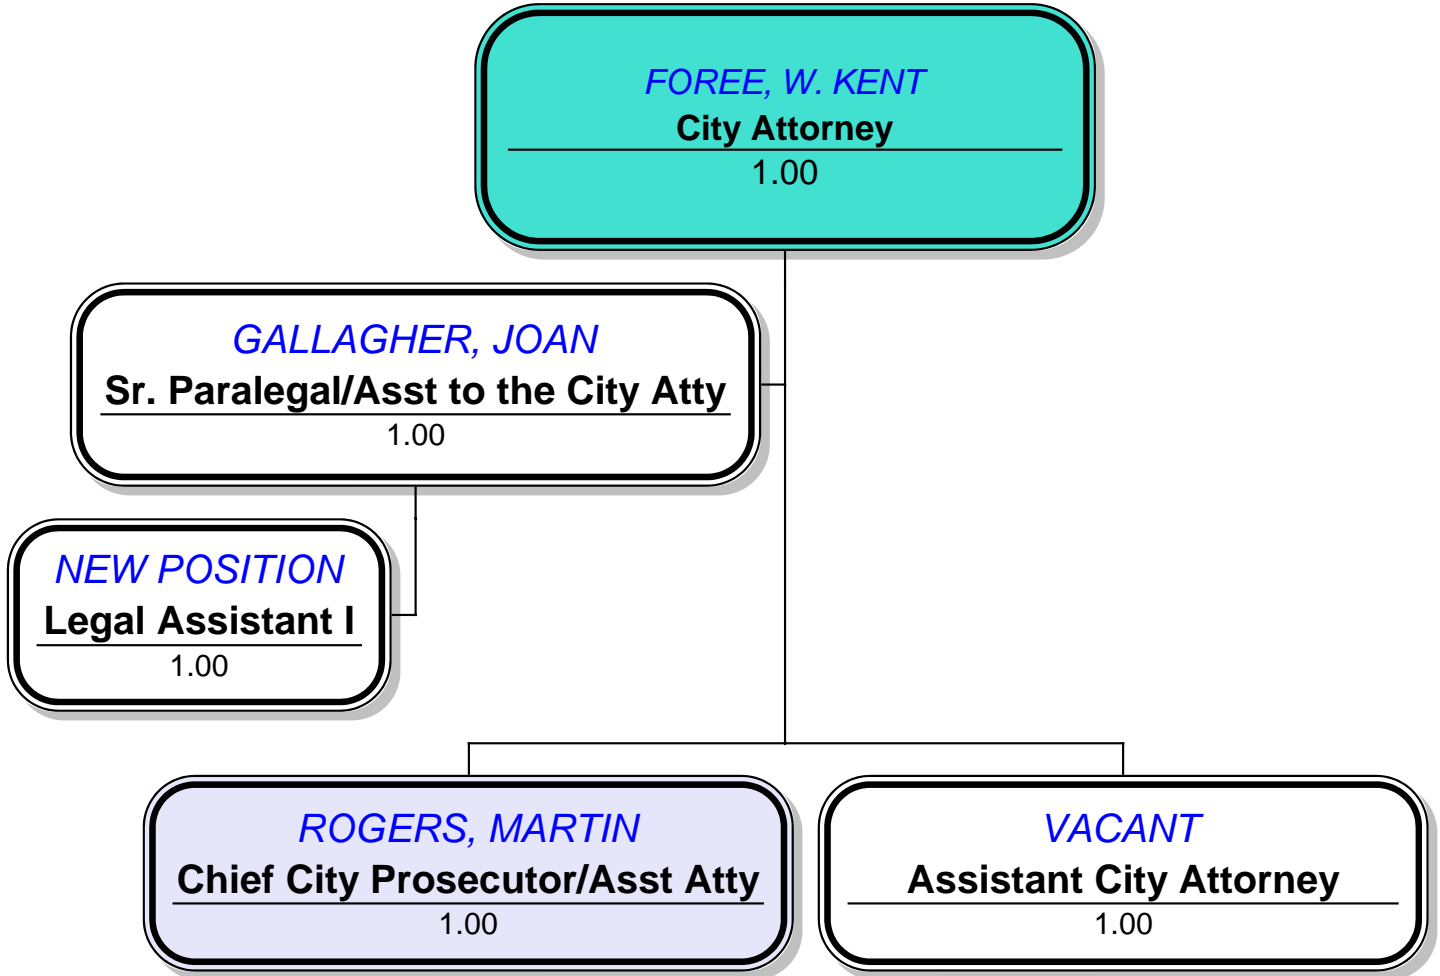 FOREE, W. KENT
City Attorney
1.00
GALLAGHER, JOAN
Sr. Paralegal/Asst to the City Atty
1.00
NEW POSITION
Legal Assistant I
1.00
ROGERS, MARTIN
Chief City Prosecutor/Asst Atty
1.00
VACANT
Assistant City Attorney
1.00